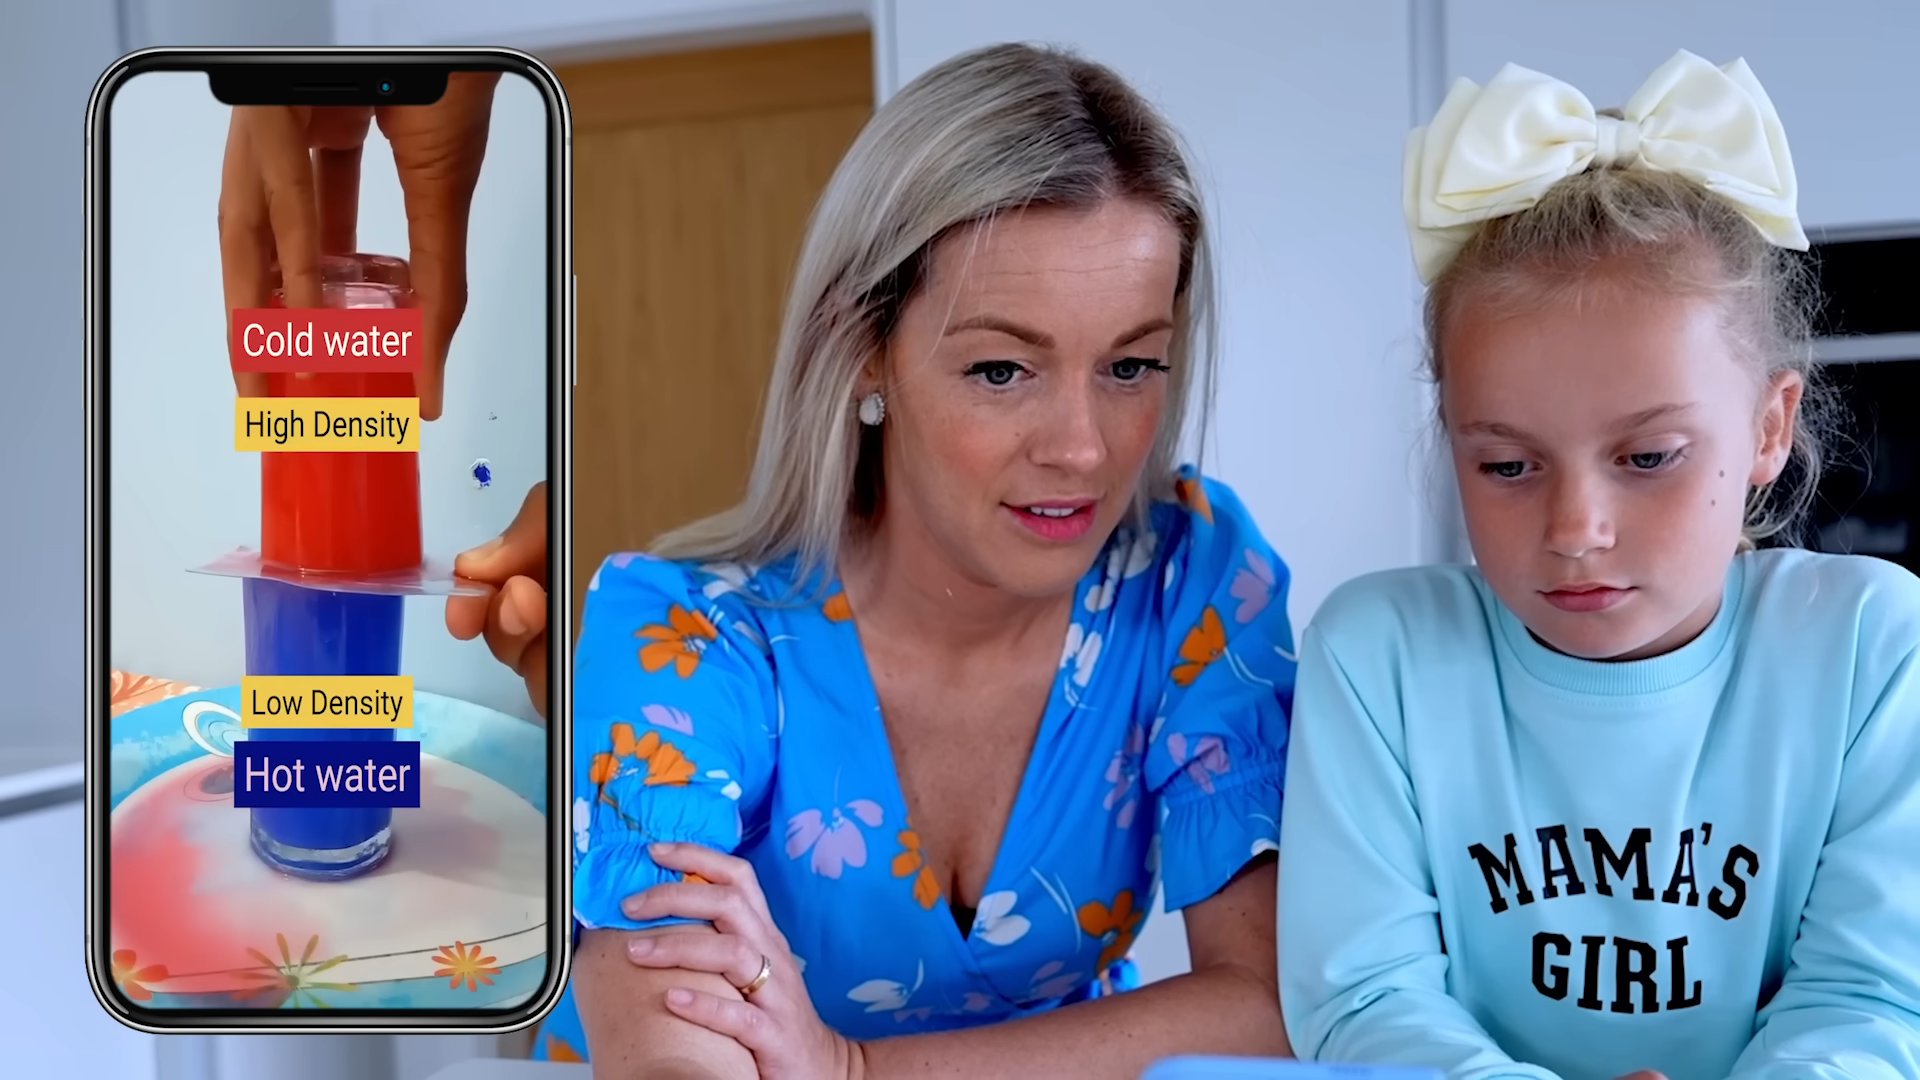 Cold water
High Density
Low Density
Hot water
MAMA'S
GIRL